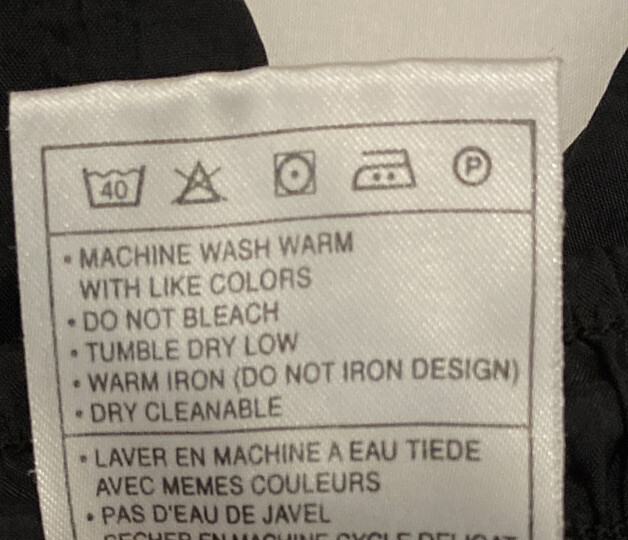 40 P
• MACHINE WASH WARM
WITH LIKE COLORS
• DO NOT BLEACH
• TUMBLE DRY LOW
• WARM IRON (DO NOT IRON DESIGN)
• DRY CLEANABLE
• LAVER EN MACHINE A EAU TIEDE
AVEC MEMES COULEURS
• PAS D'EAU DE JAVEL